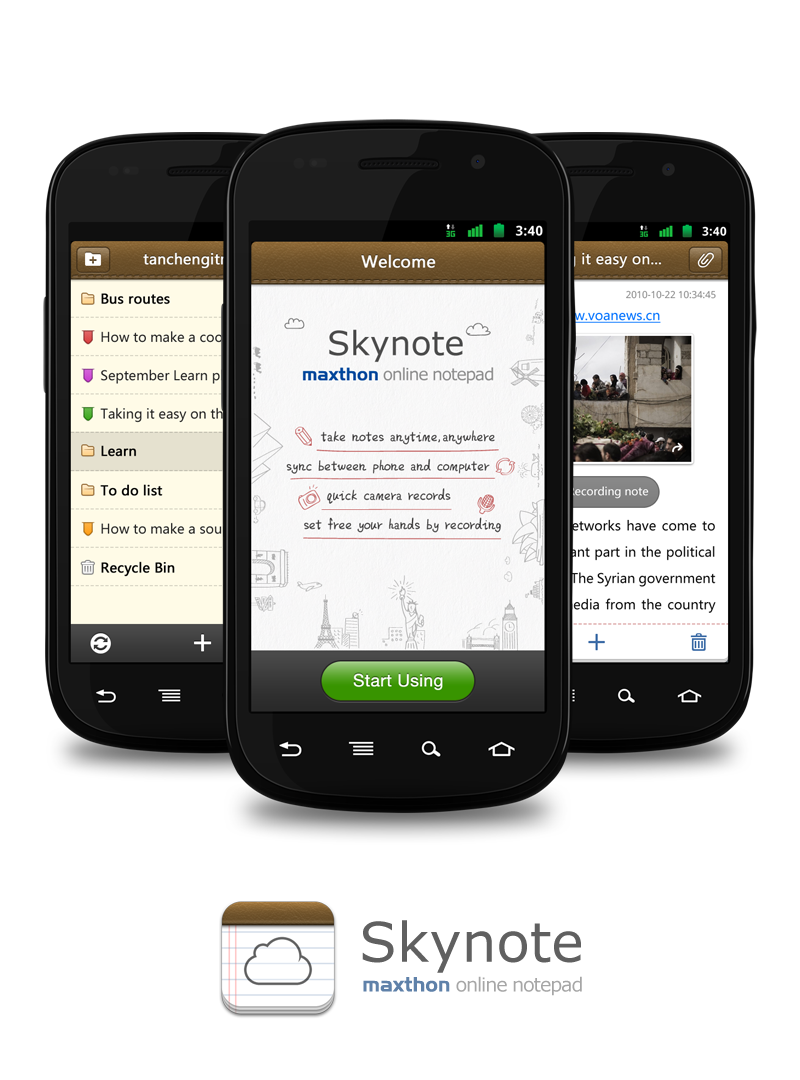 3G 3:40
Welcome
Skynote
maxthon online notepad
take notes anytime, anywhere
sync between phone and computer
quick camera records
set free your hands by recording
Start Using
tanchengitn
Bus routes
How to make a coo
September Learn p
Taking it easy on th
Learn
To do list
How to make a sou
Recycle Bin
3G 3:40
it easy on...
2010-10-22 10:34:45
w.voanews.cn
ecording note
etworks have come to
ant part in the political
The Syrian government
edia from the country
Skynote
maxthon online notepad